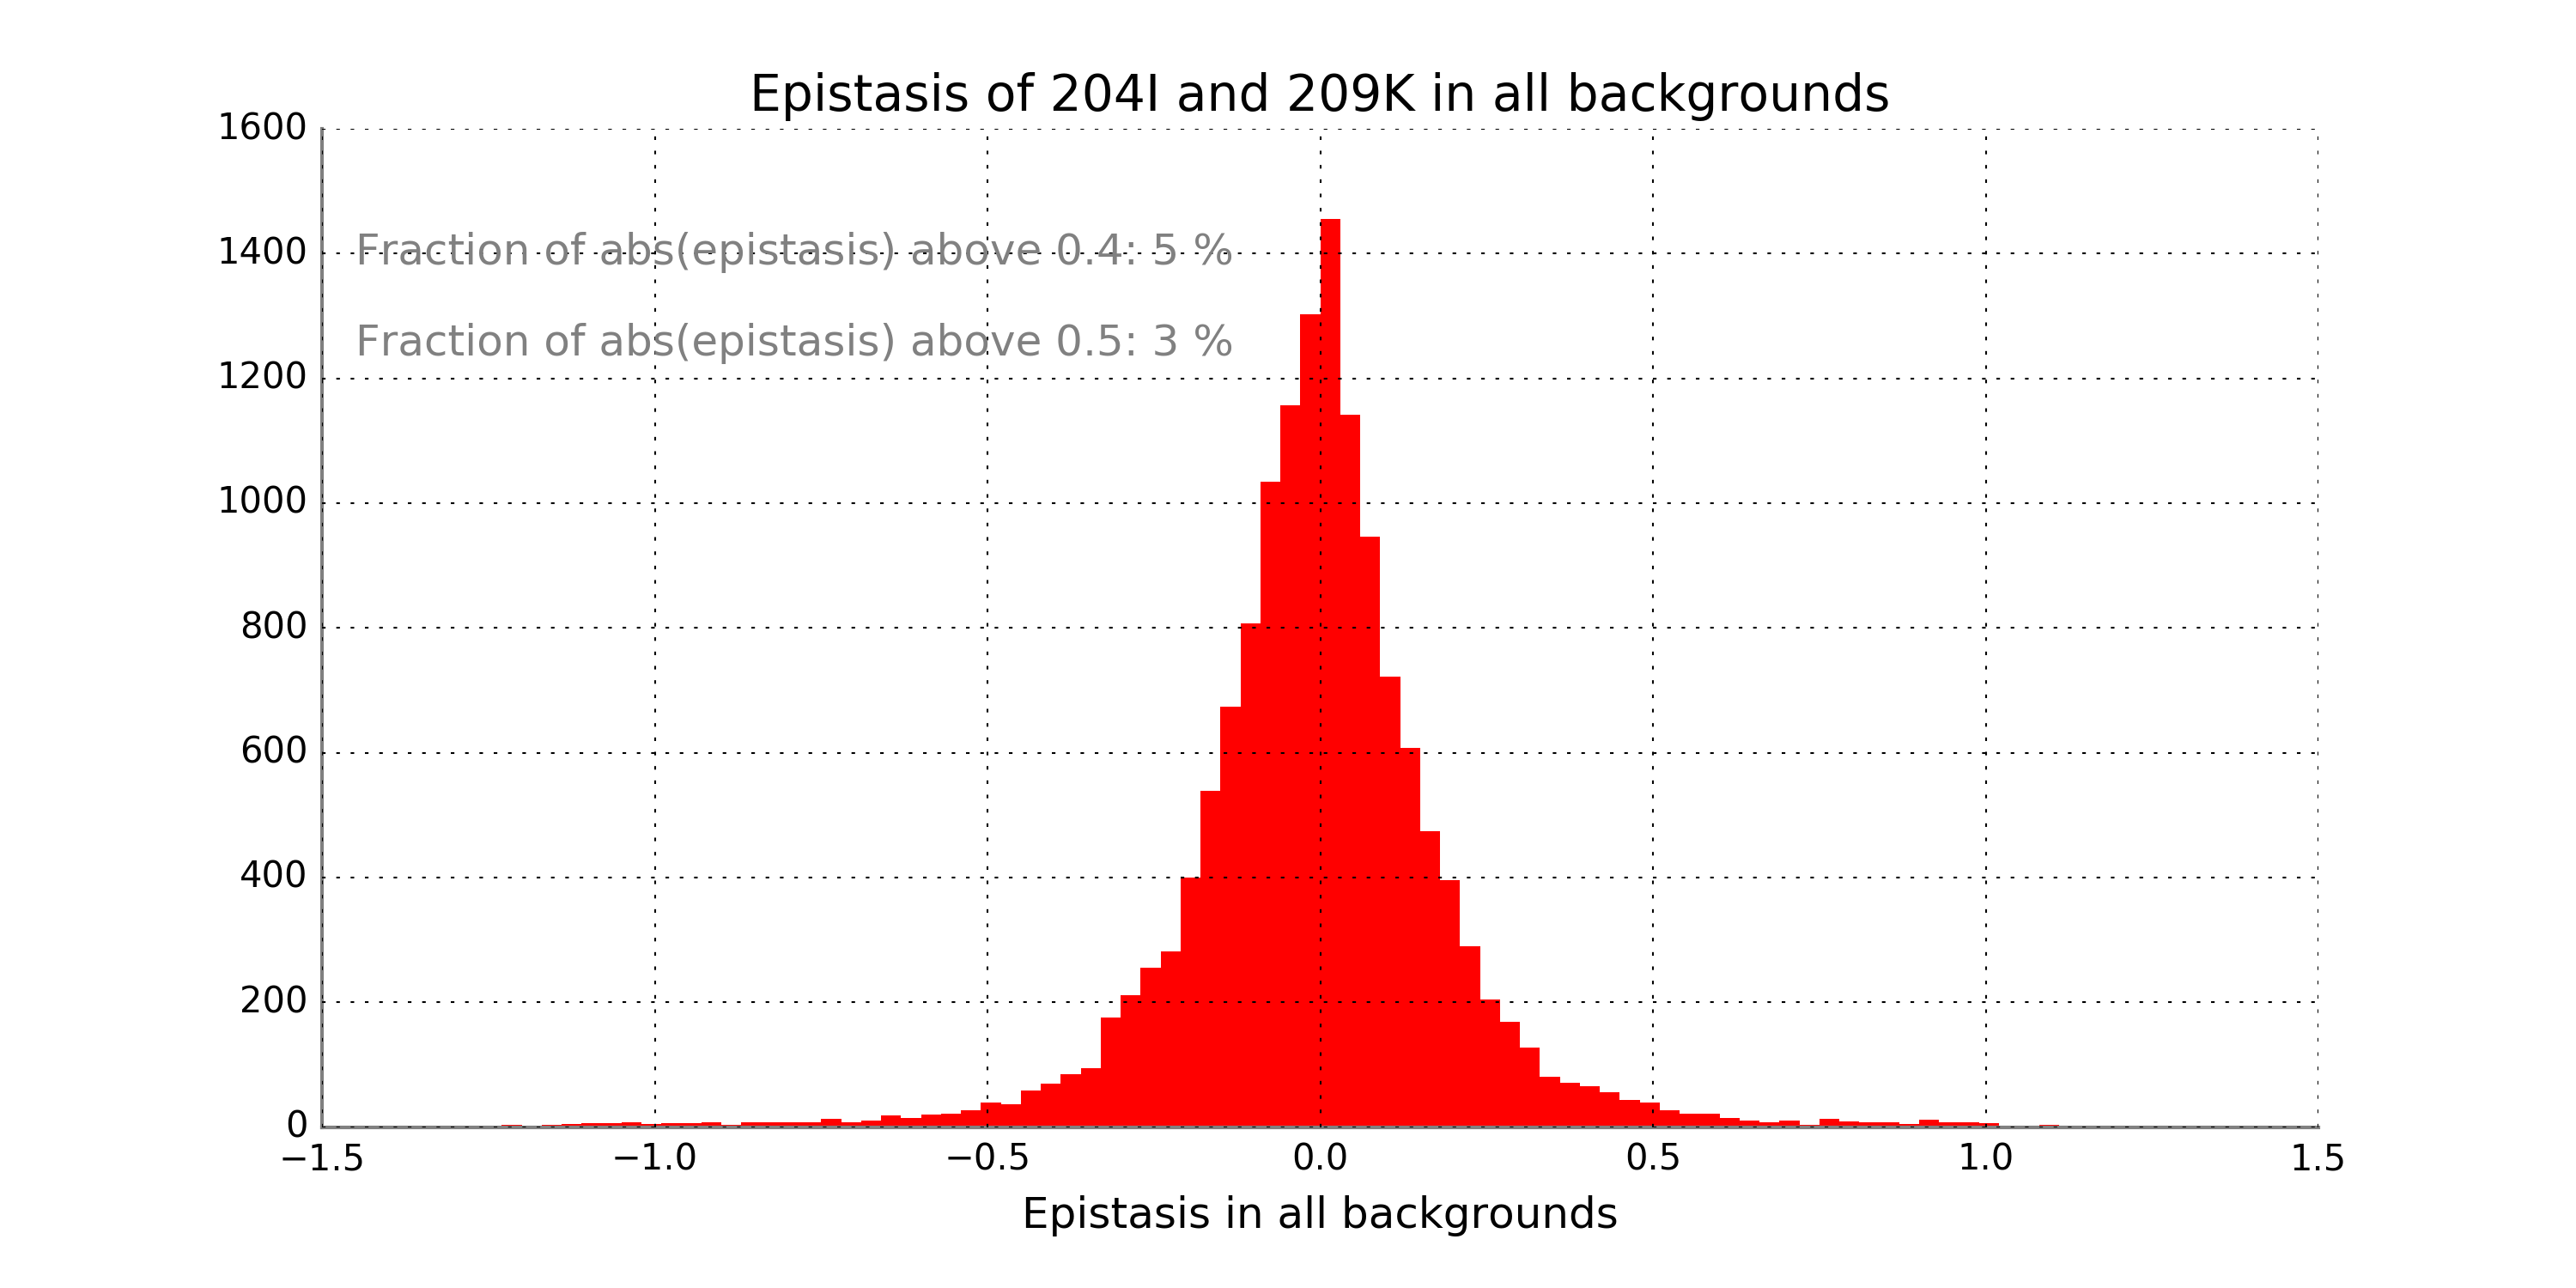 Epistasis of 204I and 209K in all backgrounds
1600
1400
1200
1000
800
600
400
200
0
Fraction of abs(epistasis) above 0.4: 5 %
Fraction of abs(epistasis) above 0.5: 3 %
−1.5 −1.0 −0.5 0.0 0.5 1.0 1.5
Epistasis in all backgrounds